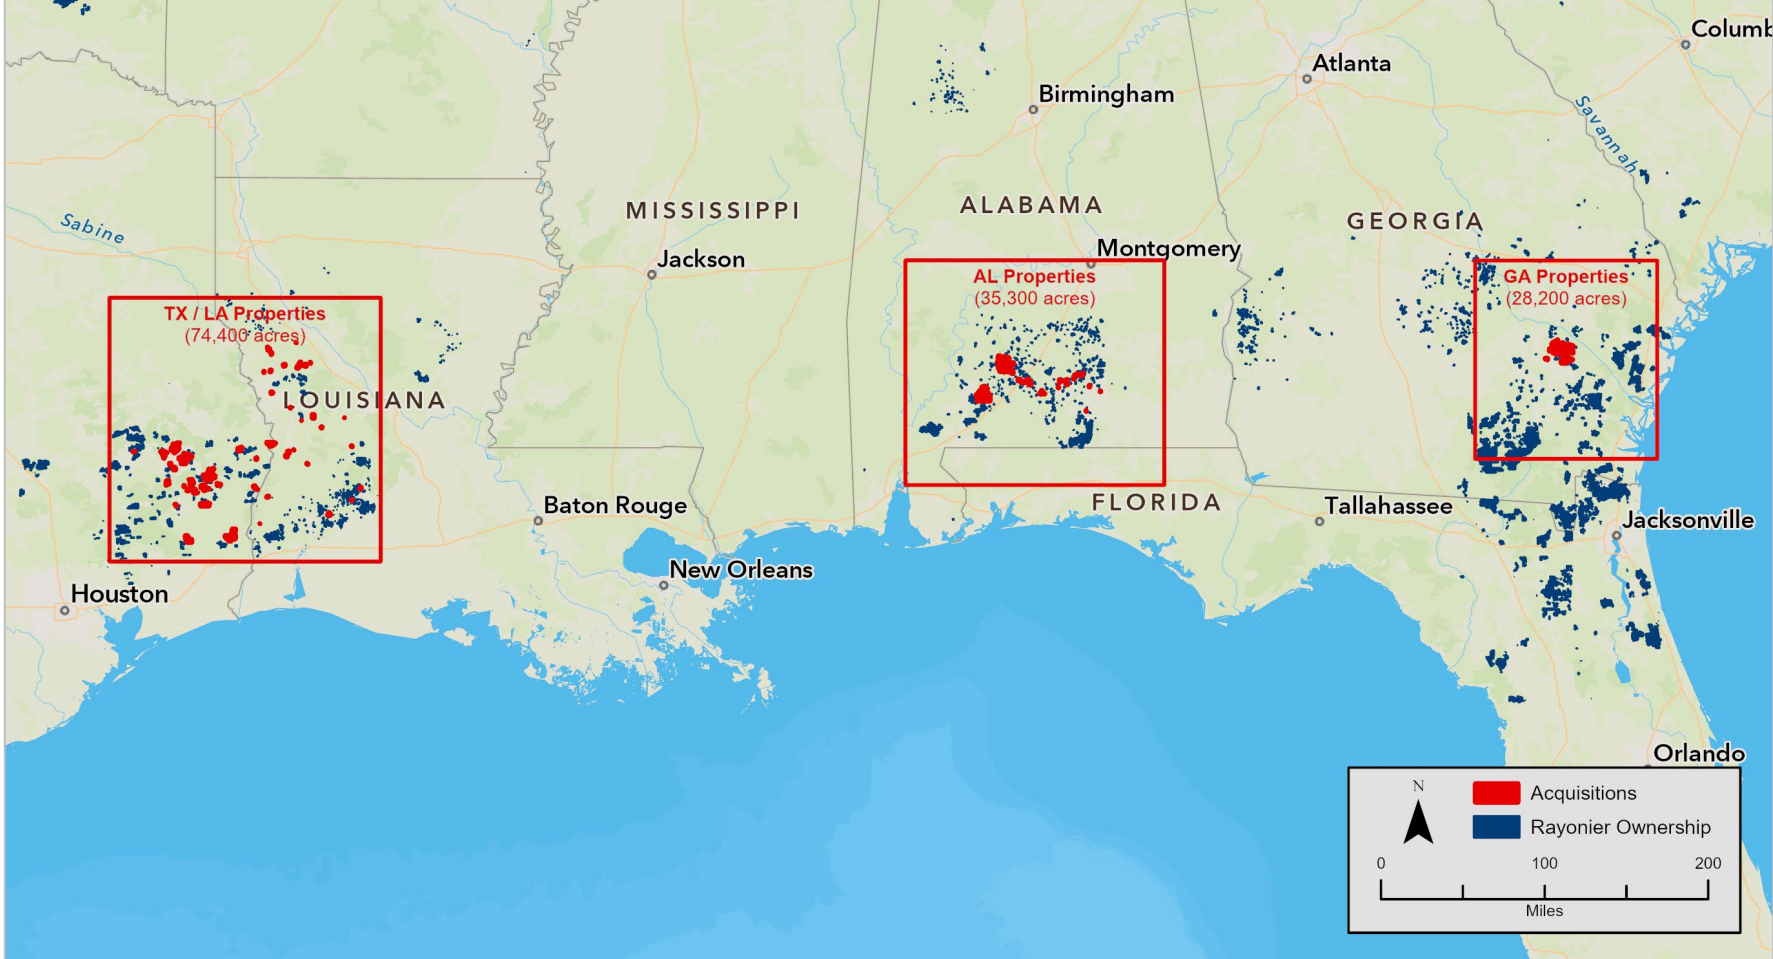 Columb
Atlanta
Birmingham
Savannah
MISSISSIPPI
ALABAMA
GEORGIA
Sabine
Jackson
Montgomery
AL Properties
(35,300 acres)
GA Properties
(28,200 acres)
TX / LA Properties
(74,400 acres)
LOUISIANA
Baton Rouge
FLORIDA
Tallahassee
Jacksonville
New Orleans
Houston
Orlando
N
Acquisitions
Rayonier Ownership
0 100 200
Miles